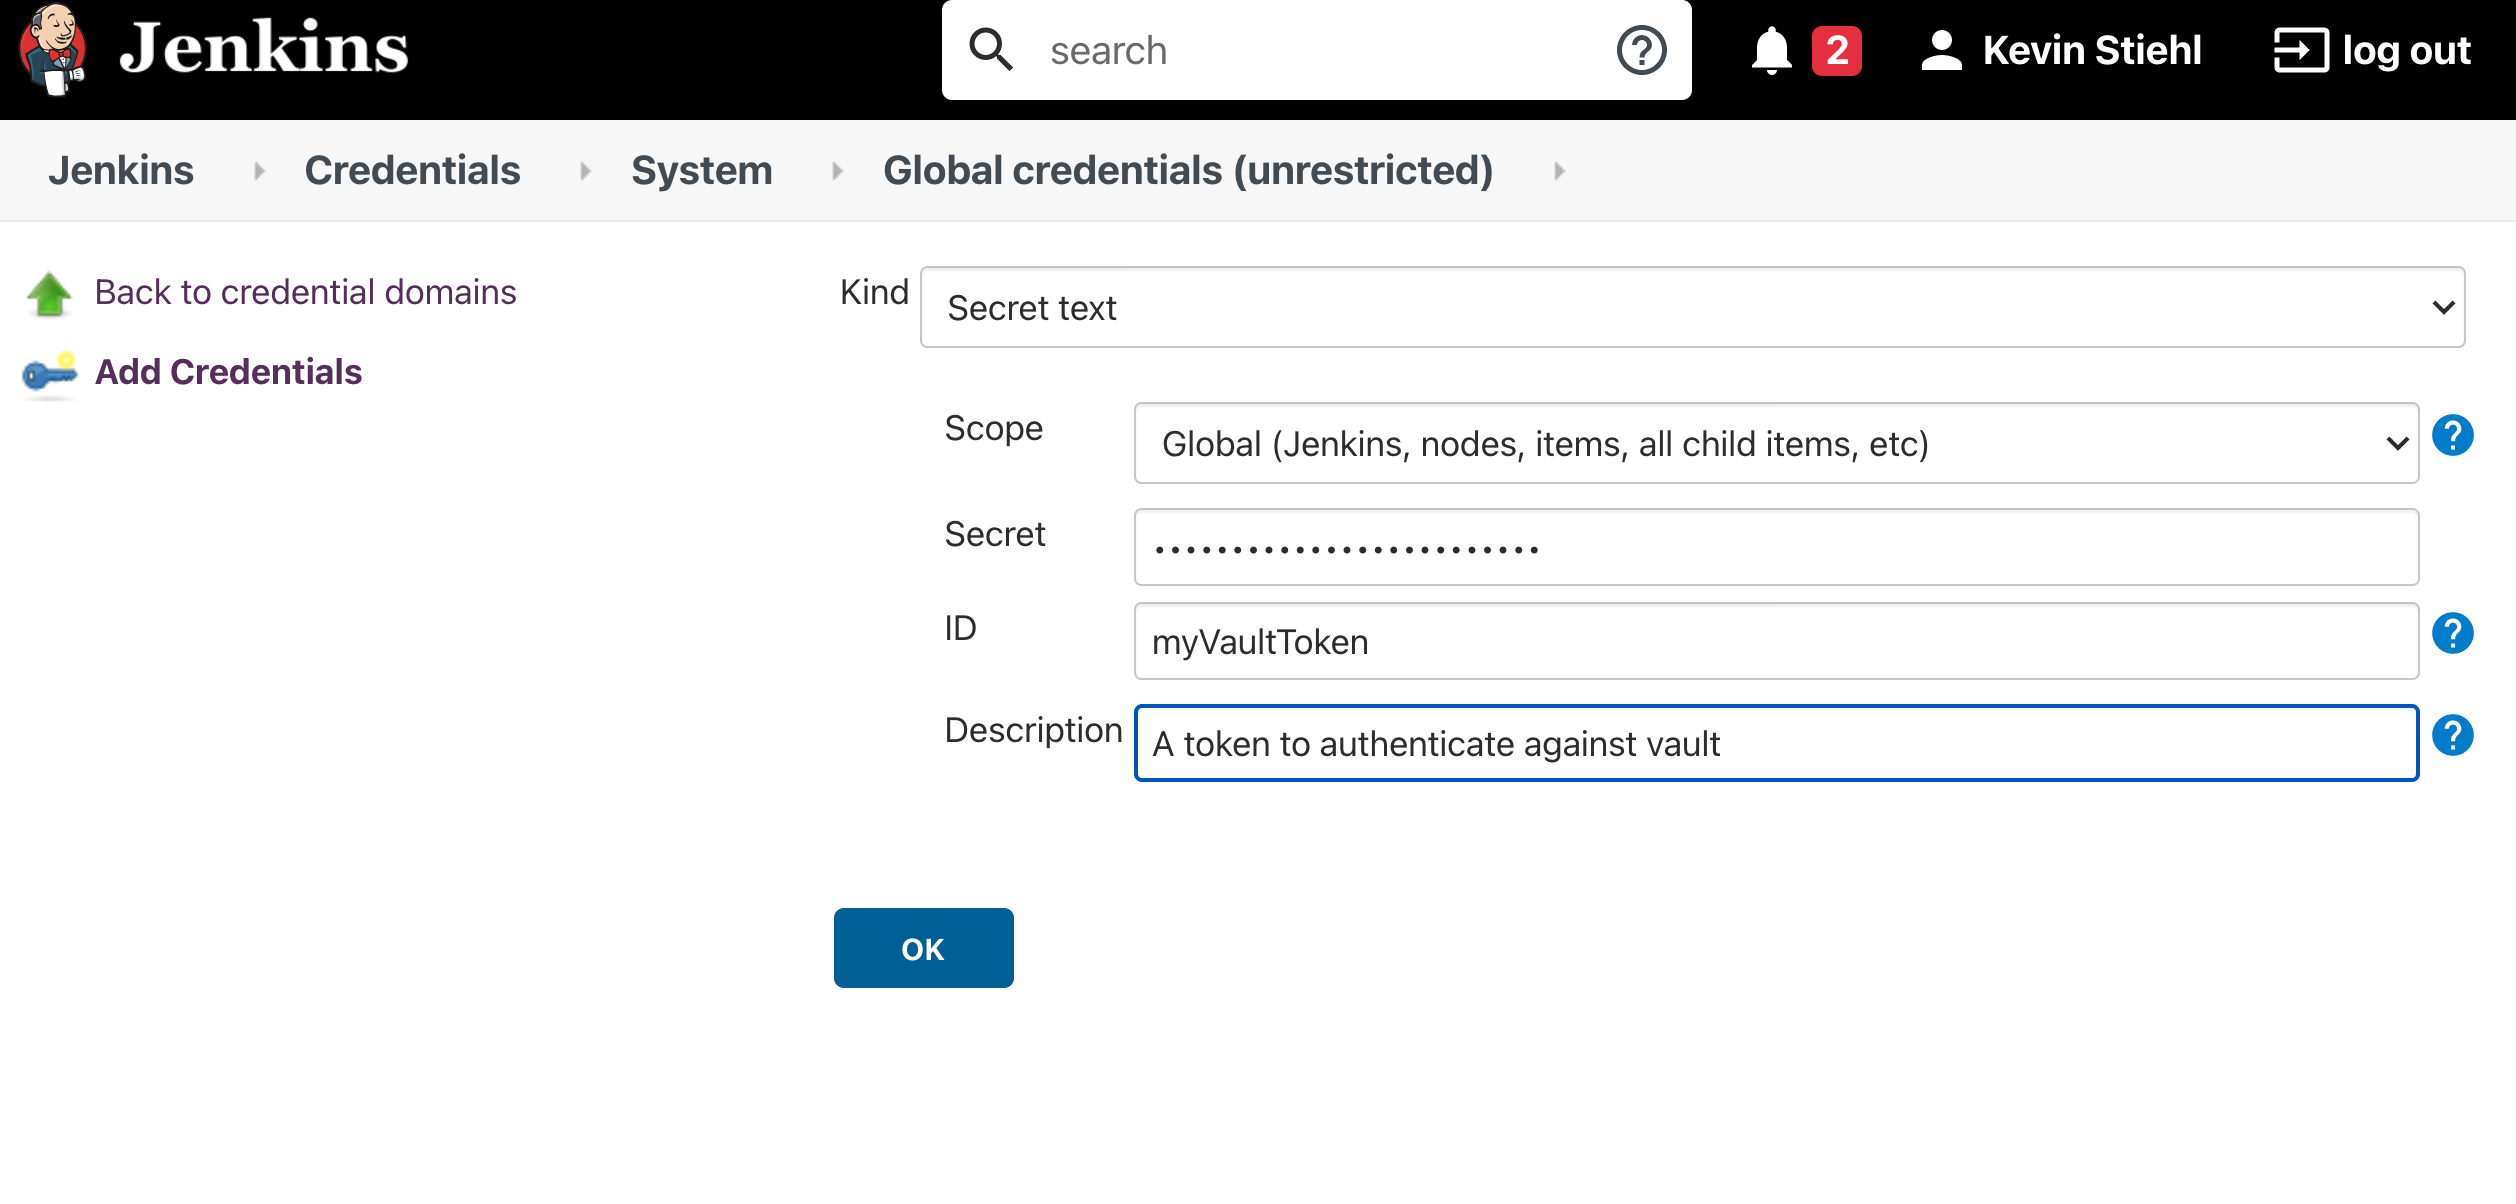 Jenkins
search
2
Kevin Stiehl
log out
Jenkins
Credentials
System
Global credentials (unrestricted)
Back to credential domains
Add Credentials
Kind
Secret text
Scope
Global (Jenkins, nodes, items, all child items, etc)
Secret
•••••••••••••••••••••••••
ID
myVaultToken
Description
A token to authenticate against vault
OK